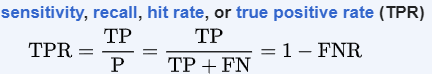 sensitivity, recall, hit rate, or true positive rate (TPR)
TPR = TP/P = TP/(TP + FN) = 1 − FNR